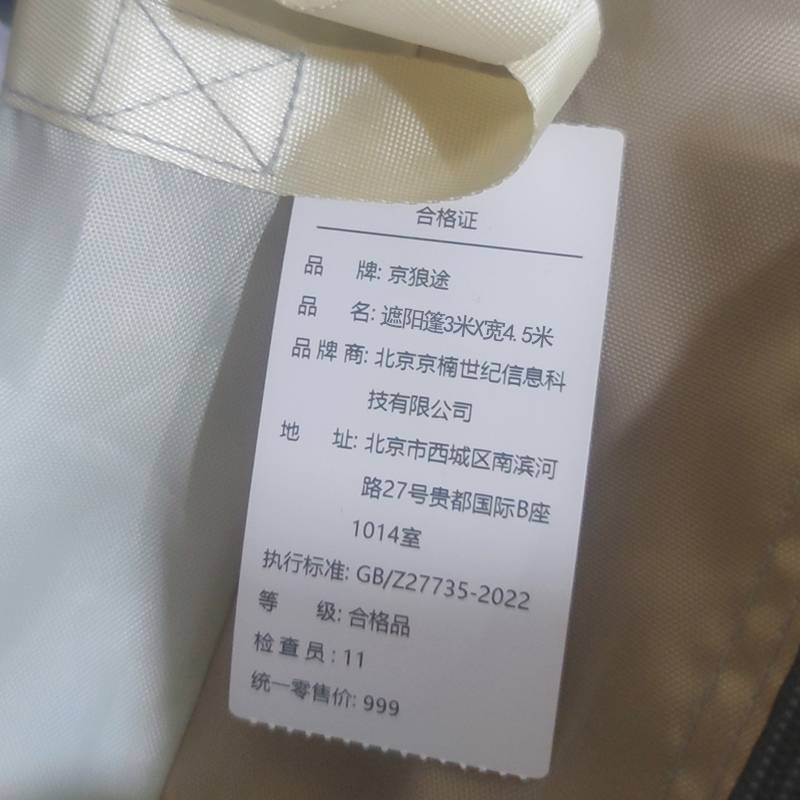 合格证
品 牌: 京狼途
品 名: 遮阳篷3米X宽4.5米
品牌商: 北京京楠世纪信息科
技有限公司
地 址: 北京市西城区南滨河
路27号贵都国际B座
1014室
执行标准: GB/Z27735-2022
等 级: 合格品
检查员: 11
统一零售价: 999